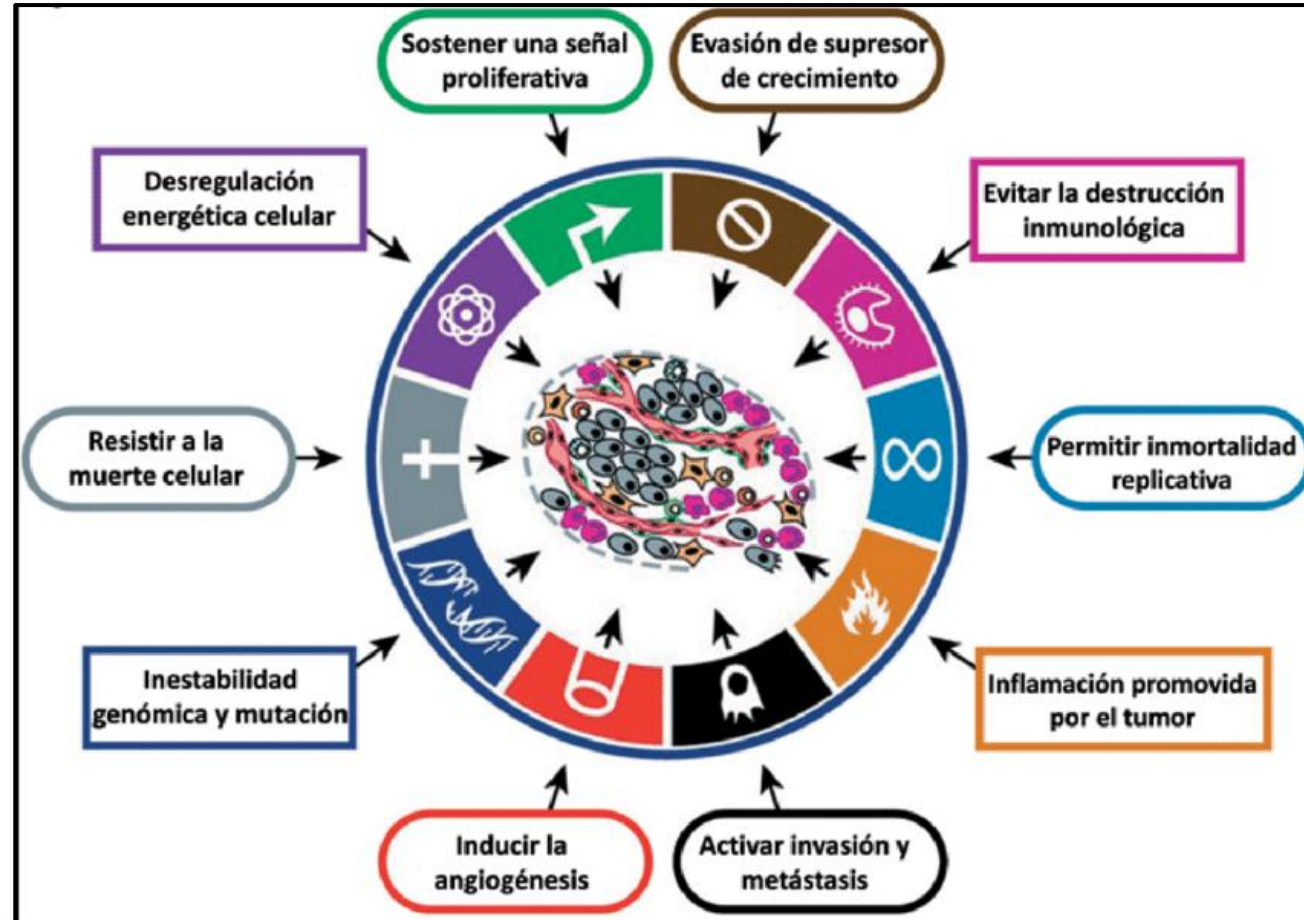 Sostener una señal
proliferativa
Evasión de supresor
de crecimiento
Desregulación
energética celular
Evitar la destrucción
inmunológica
Resistir a la
muerte celular
Permitir inmortalidad
replicativa
Inestabilidad
genómica y mutación
Inflamación promovida
por el tumor
Inducir la
angiogénesis
Activar invasión y
metástasis